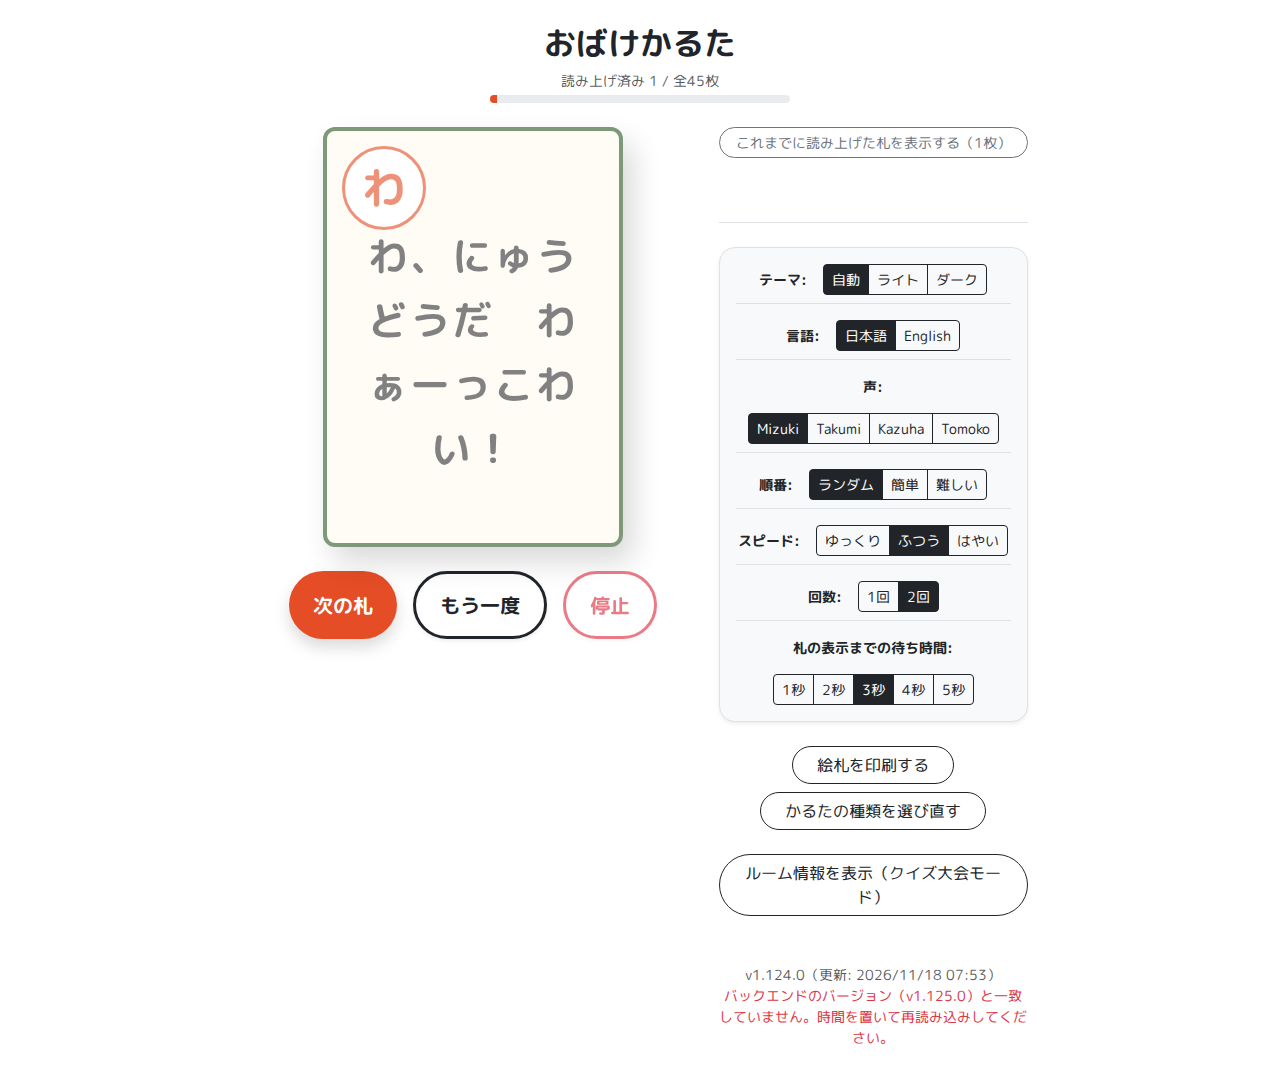 おばけかるた
読み上げ済み 1 / 全45枚
わ
わ、にゅう
どうだ　わ
ぁーっこわ
い！
次の札
もう一度
停止
これまでに読み上げた札を表示する（1枚）
テーマ: 自動 ライト ダーク
言語: 日本語 English
声:
Mizuki Takumi Kazuha Tomoko
順番: ランダム 簡単 難しい
スピード: ゆっくり ふつう はやい
回数: 1回 2回
札の表示までの待ち時間:
1秒 2秒 3秒 4秒 5秒
絵札を印刷する
かるたの種類を選び直す
ルーム情報を表示（クイズ大会モー
ド）
v1.124.0（更新: 2026/11/18 07:53）
バックエンドのバージョン（v1.125.0）と一致
していません。時間を置いて再読み込みしてくだ
さい。